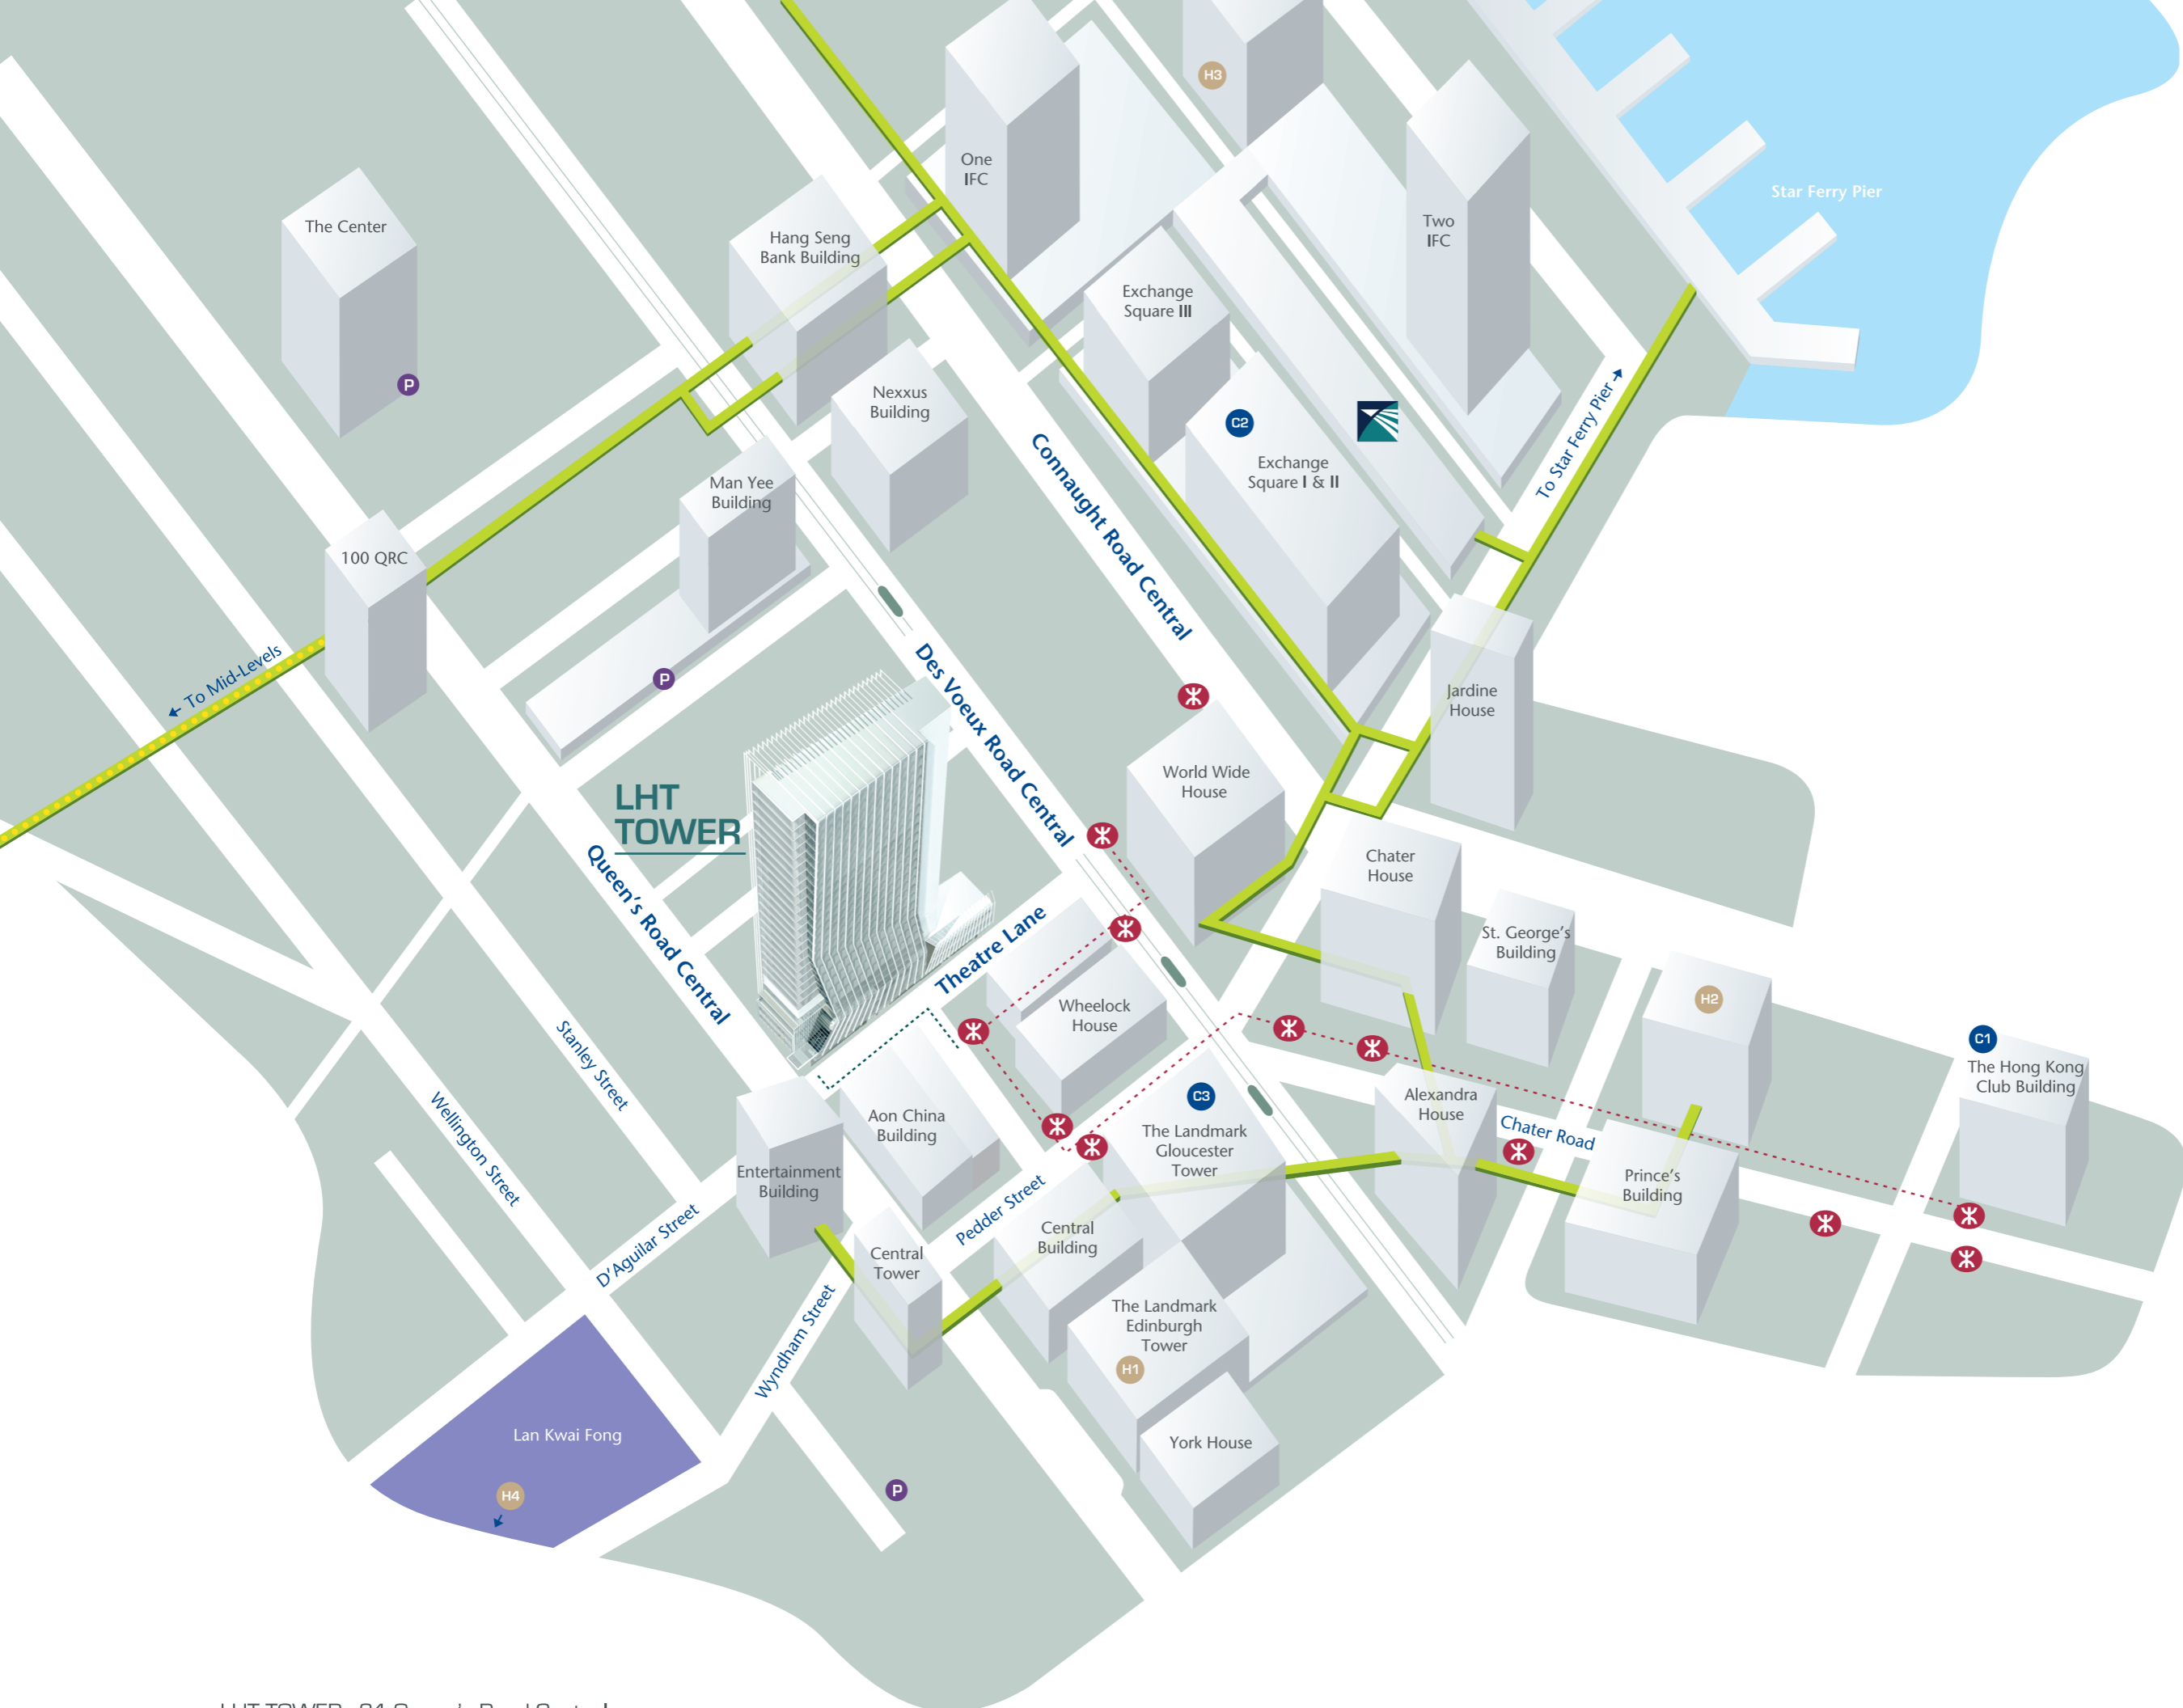 H3
One
IFC
Star Ferry Pier
The Center
Hang Seng
Bank Building
Two
IFC
Exchange
Square III
P
Nexxus
Building
C2
To Star Ferry Pier
Exchange
Square I & II
Man Yee
Building
Connaught Road Central
100 QRC
To Mid-Levels
P
Des Voeux Road Central
Jardine
House
World Wide
House
LHT
TOWER
Chater
House
Queen's Road Central
Theatre Lane
St. George's
Building
H2
Wheelock
House
C1
The Hong Kong
Club Building
Stanley Street
C3
Alexandra
House
Aon China
Building
Chater Road
The Landmark
Gloucester
Tower
Wellington Street
Entertainment
Building
Prince's
Building
Pedder Street
D'Aguilar Street
Central
Building
Central
Tower
The Landmark
Edinburgh
Tower
Wyndham Street
H1
Lan Kwai Fong
York House
H4
P